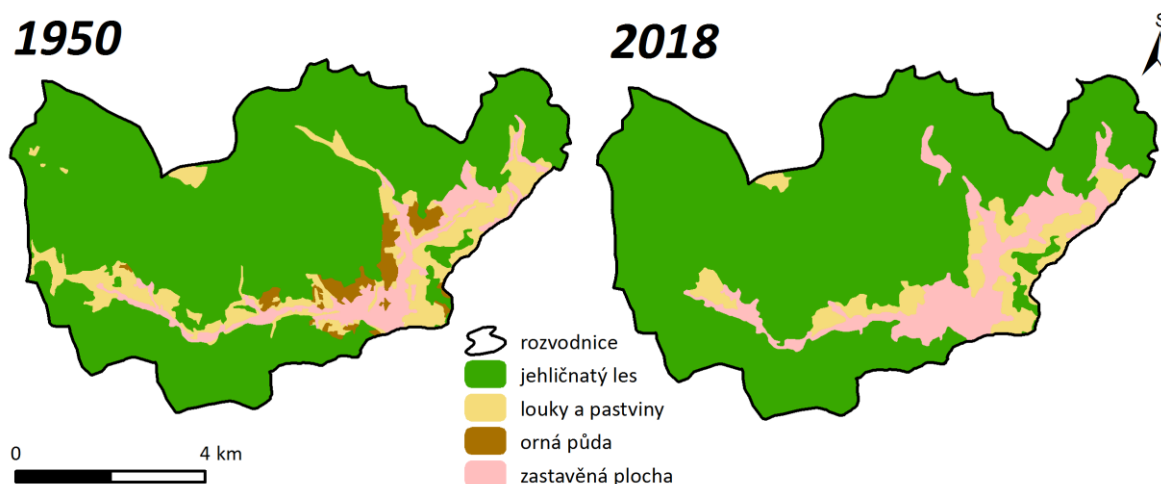 1950
2018
S
rozvodnice
jehličnatý les
louky a pastviny
orná půda
zastavěná plocha
0 4 km